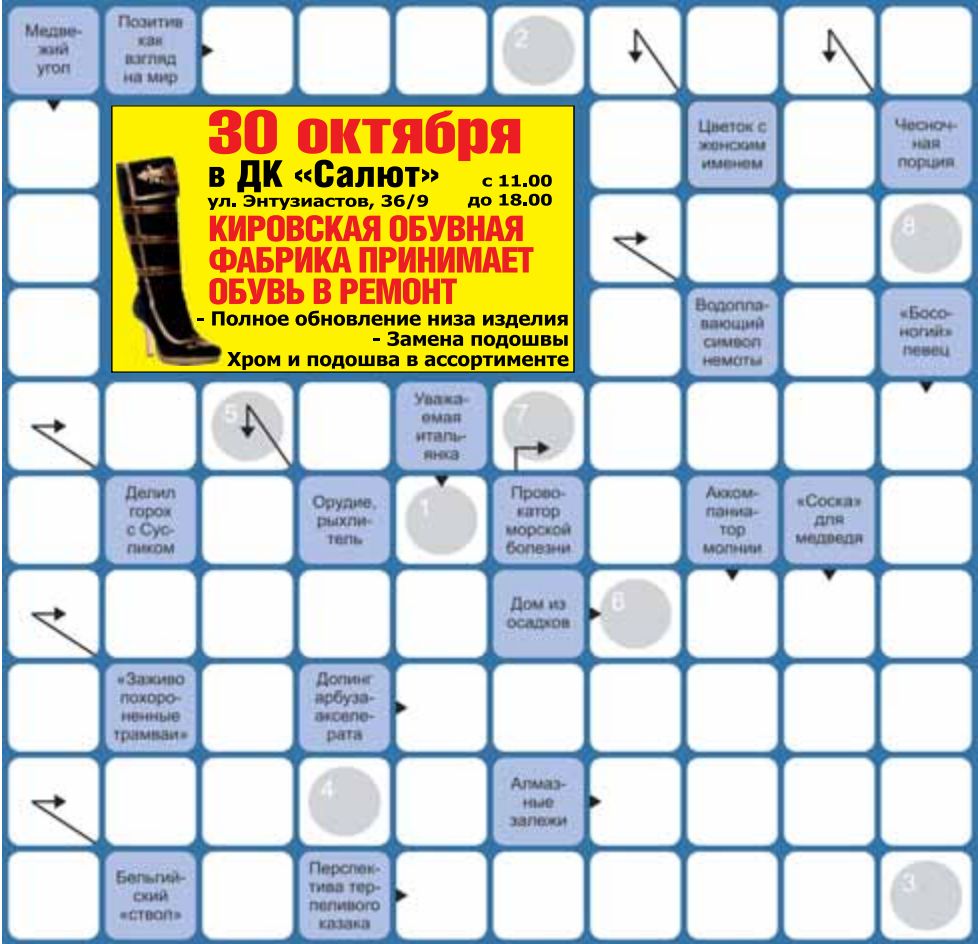 Медве-
жий
угол
Позитив
как
взгляд
на мир
2
30 октября
в ДК «Салют»
с 11.00
ул. Энтузиастов, 36/9
до 18.00
КИРОВСКАЯ ОБУВНАЯ
ФАБРИКА ПРИНИМАЕТ
ОБУВЬ В РЕМОНТ
- Полное обновление низа изделия
- Замена подошвы
Хром и подошва в ассортименте
Цветок с
женским
именем
Чесноч-
ная
порция
8
Водопла-
вающий
символ
немоты
«Босо-
ногий»
певец
5
Уважа-
емая
италь-
янка
7
Делил
горох
с Сус-
ликом
Орудие,
рыхли-
тель
1
Прово-
катор
морской
болезни
Акком-
паниа-
тор
молнии
«Соска»
для
медведя
Дом из
осадков
6
«Заживо
похоро-
ненные
трамваи»
Допинг
арбуза-
акселе-
рата
4
Алмаз-
ные
залежи
Бельгий-
ский
«ствол»
Перспек-
тива тер-
пеливого
казака
3